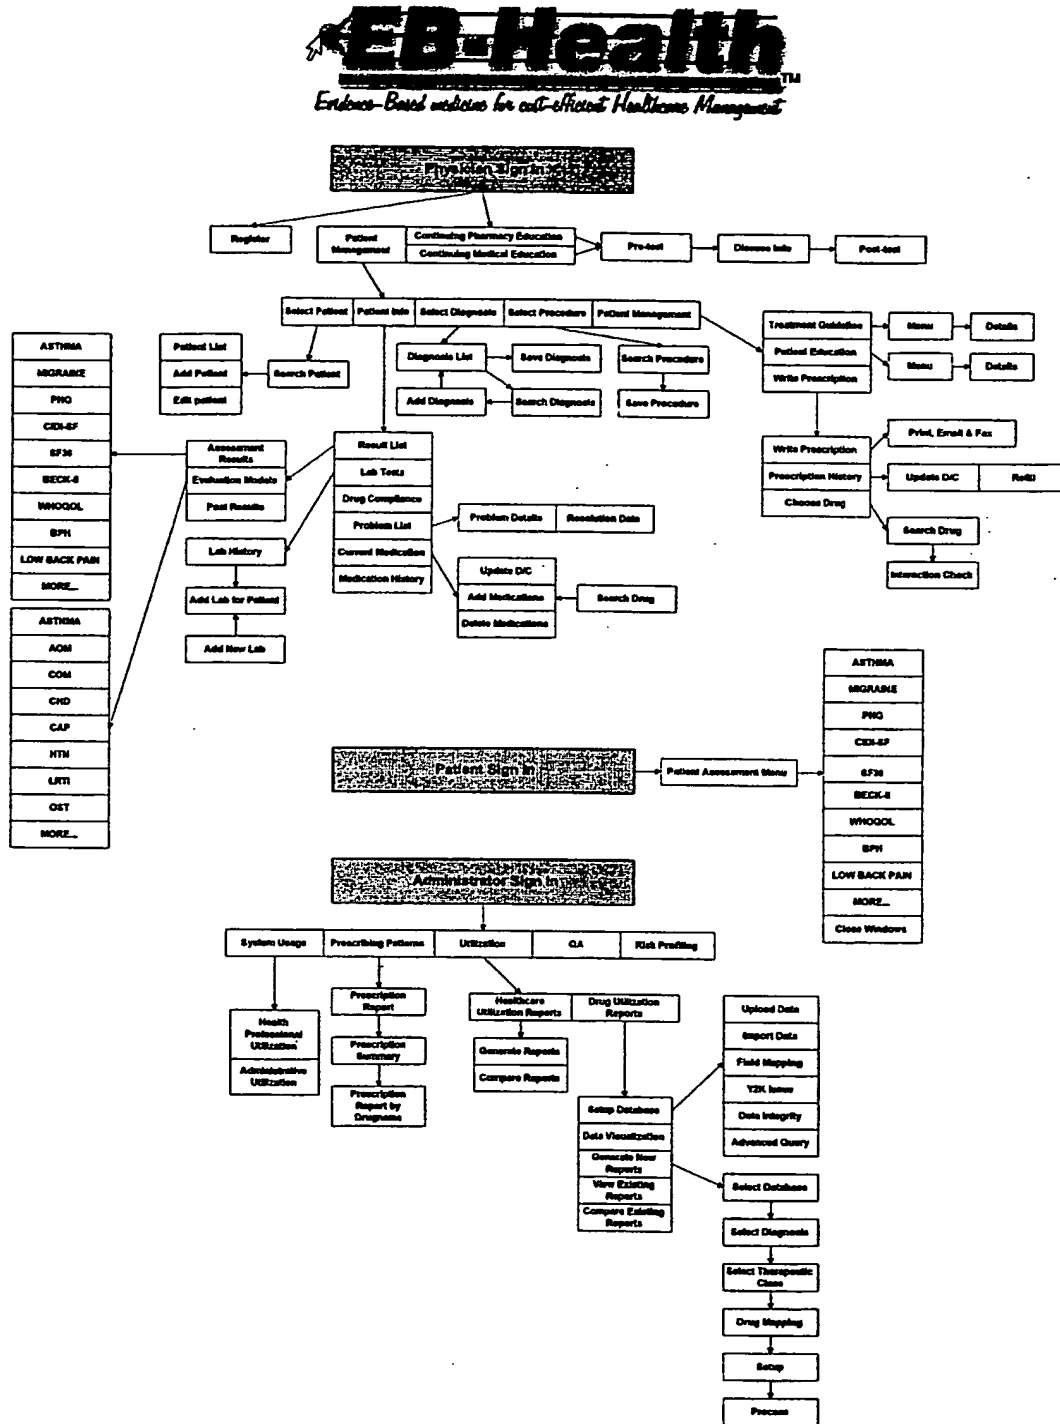 EB-Health
TM
Evidence-Based medicine for cost-efficient Healthcare Management
Physician Sign In
Register
Patient
Management
Continuing Pharmacy Education
Continuing Medical Education
Pre-test
Disease Info
Post-test
Select Patient
Patient Info
Select Diagnosis
Select Procedure
Patient Management
Patient List
Add Patient
Edit patient
Search Patient
Diagnosis List
Save Diagnosis
Add Diagnosis
Search Diagnosis
Search Procedure
Save Procedure
Treatment Guideline
Patient Education
Write Prescription
Menu
Details
Menu
Details
ASTHMA
MIGRAINE
PHQ
CIDI-SF
SF36
BECK-II
WHOQOL
BPH
LOW BACK PAIN
MORE...
ASTHMA
AOM
COM
CHD
CAP
HTN
LRTI
OST
MORE...
Assessment
Results
Evaluation Models
Past Results
Lab History
Add Lab for Patient
Add New Lab
Result List
Lab Tests
Drug Compliance
Problem List
Current Medication
Medication History
Problem Details
Resolution Date
Update D/C
Add Medications
Delete Medications
Search Drug
Write Prescription
Prescription History
Choose Drug
Print, Email & Fax
Update D/C
Refill
Search Drug
Interaction Check
Patient Sign In
Patient Assessment Menu
ASTHMA
MIGRAINE
PHQ
CIDI-SF
SF36
BECK-II
WHOQOL
BPH
LOW BACK PAIN
MORE...
Close Windows
Administrator Sign In
System Usage
Prescribing Patterns
Utilization
QA
Risk Profiling
Health
Professional
Utilization
Administrative
Utilization
Prescription
Report
Prescription
Summary
Prescription
Report by
Drugname
Healthcare
Utilization Reports
Drug Utilization
Reports
Generate Reports
Compare Reports
Setup Database
Data Visualization
Generate New
Reports
View Existing
Reports
Compare Existing
Reports
Upload Data
Import Data
Field Mapping
Y2K Issue
Data Integrity
Advanced Query
Select Database
Select Diagnosis
Select Therapeutic
Class
Drug Mapping
Setup
Process